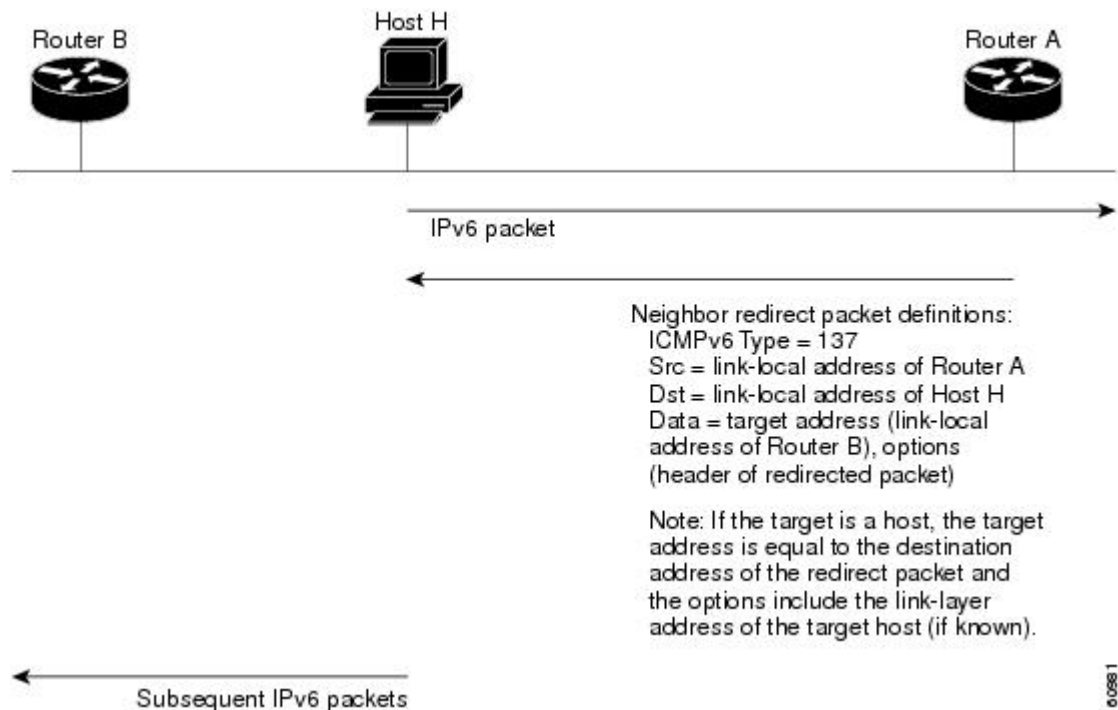 Router B
Host H
Router A
IPv6 packet
Neighbor redirect packet definitions:
ICMPv6 Type = 137
Src = link-local address of Router A
Dst = link-local address of Host H
Data = target address (link-local
address of Router B), options
(header of redirected packet)
Note: If the target is a host, the target
address is equal to the destination
address of the redirect packet and
the options include the link-layer
address of the target host (if known).
Subsequent IPv6 packets
60981